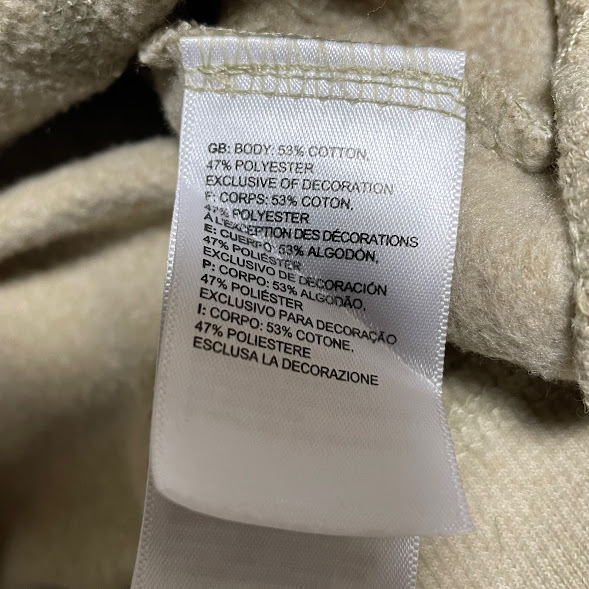 GB: BODY: 53% COTTON,
47% POLYESTER
EXCLUSIVE OF DECORATION
F: CORPS: 53% COTON,
47% POLYESTER
À L'EXCEPTION DES DÉCORATIONS
E: CUERPO: 53% ALGODÓN,
47% POLIÉSTER
EXCLUSIVO DE DECORACIÓN
P: CORPO: 53% ALGODÃO,
47% POLIÉSTER
EXCLUSIVO PARA DECORAÇÃO
I: CORPO: 53% COTONE,
47% POLIESTERE
ESCLUSA LA DECORAZIONE